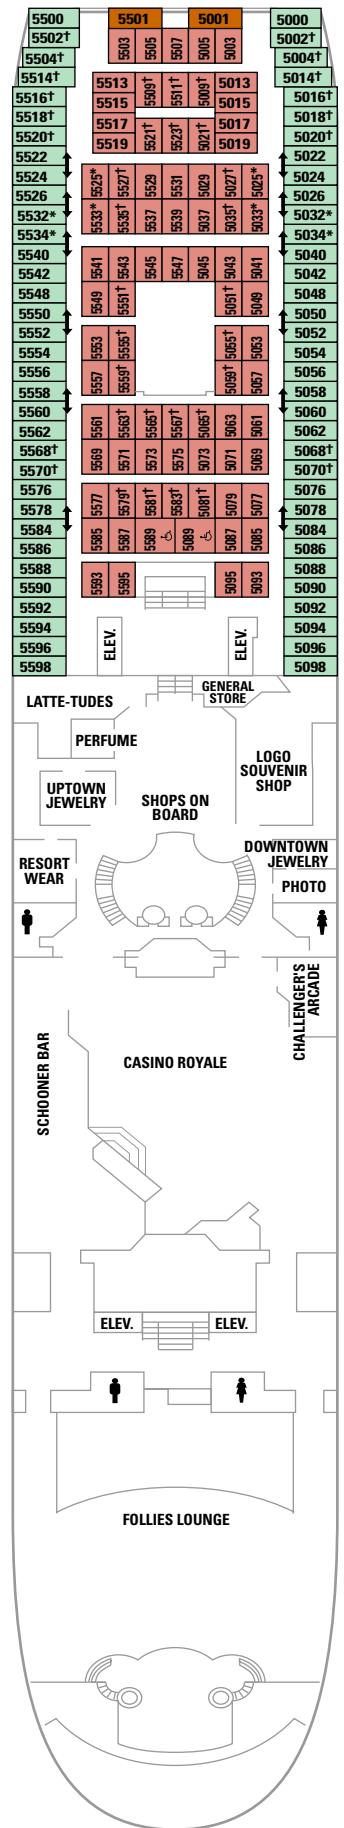 5500 5501 5001 5000
5502† 5503 5505 5507 5005 5003 5002†
5504† 5004†
5514† 5513 5509† 5511† 5009† 5013 5014†
5516† 5515 5015 5016†
5518† 5517 5521† 5523† 5021† 5017 5018†
5520† 5519 5019 5020†
5522 5022
5524 5525* 5527† 5529 5531 5029 5027† 5025* 5024
5526 5026
5532* 5533* 5535† 5537 5539 5037 5035† 5033* 5032*
5534* 5034*
5540 5541 5543 5545 5547 5045 5043 5041 5040
5542 5042
5548 5549 5551† 5051† 5049 5048
5550 5050
5552 5553 5555† 5055† 5053 5052
5554 5054
5556 5557 5559† 5059† 5057 5056
5558 5058
5560 5561 5563† 5565† 5567† 5065† 5063 5061 5060
5562 5062
5568† 5569 5571 5573 5575 5073 5071 5069 5068†
5570† 5070†
5576 5577 5579† 5581† 5583† 5081† 5079 5077 5076
5578 5078
5584 5585 5587 5589 5089 5087 5085 5084
5586 5086
5588 5593 5595 5095 5093 5088
5590 5090
5592 5092
5594 ELEV. ELEV. 5094
5596 5096
5598 5098
LATTE-TUDES
GENERAL
STORE
PERFUME
LOGO
SOUVENIR
SHOP
UPTOWN
JEWELRY
SHOPS ON
BOARD
RESORT
WEAR
DOWNTOWN
JEWELRY
PHOTO
CHALLENGER'S
ARCADE
SCHOONER BAR
CASINO ROYALE
ELEV. ELEV.
FOLLIES LOUNGE